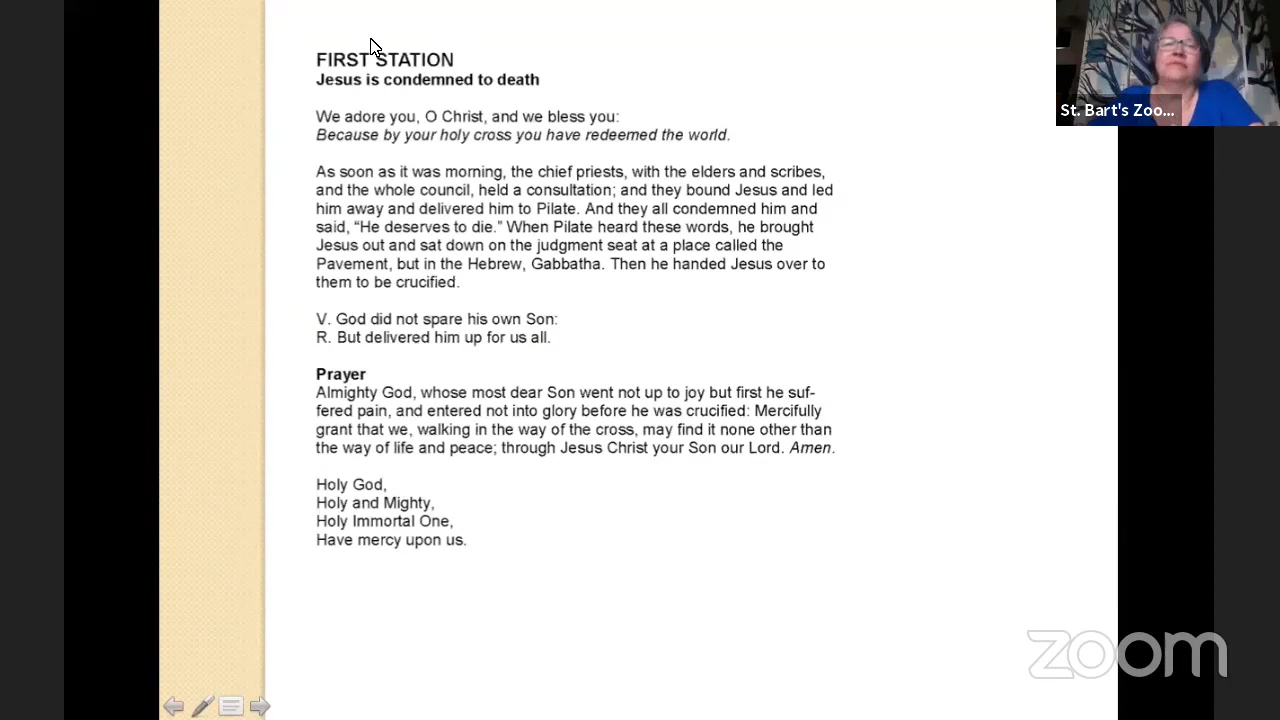 FIRST STATION
Jesus is condemned to death
We adore you, O Christ, and we bless you:
Because by your holy cross you have redeemed the world.
As soon as it was morning, the chief priests, with the elders and scribes,
and the whole council, held a consultation; and they bound Jesus and led
him away and delivered him to Pilate. And they all condemned him and
said, “He deserves to die.” When Pilate heard these words, he brought
Jesus out and sat down on the judgment seat at a place called the
Pavement, but in the Hebrew, Gabbatha. Then he handed Jesus over to
them to be crucified.
V. God did not spare his own Son:
R. But delivered him up for us all.
Prayer
Almighty God, whose most dear Son went not up to joy but first he suf-
fered pain, and entered not into glory before he was crucified: Mercifully
grant that we, walking in the way of the cross, may find it none other than
the way of life and peace; through Jesus Christ your Son our Lord. Amen.
Holy God,
Holy and Mighty,
Holy Immortal One,
Have mercy upon us.
St. Bart's Zoo...
zoom